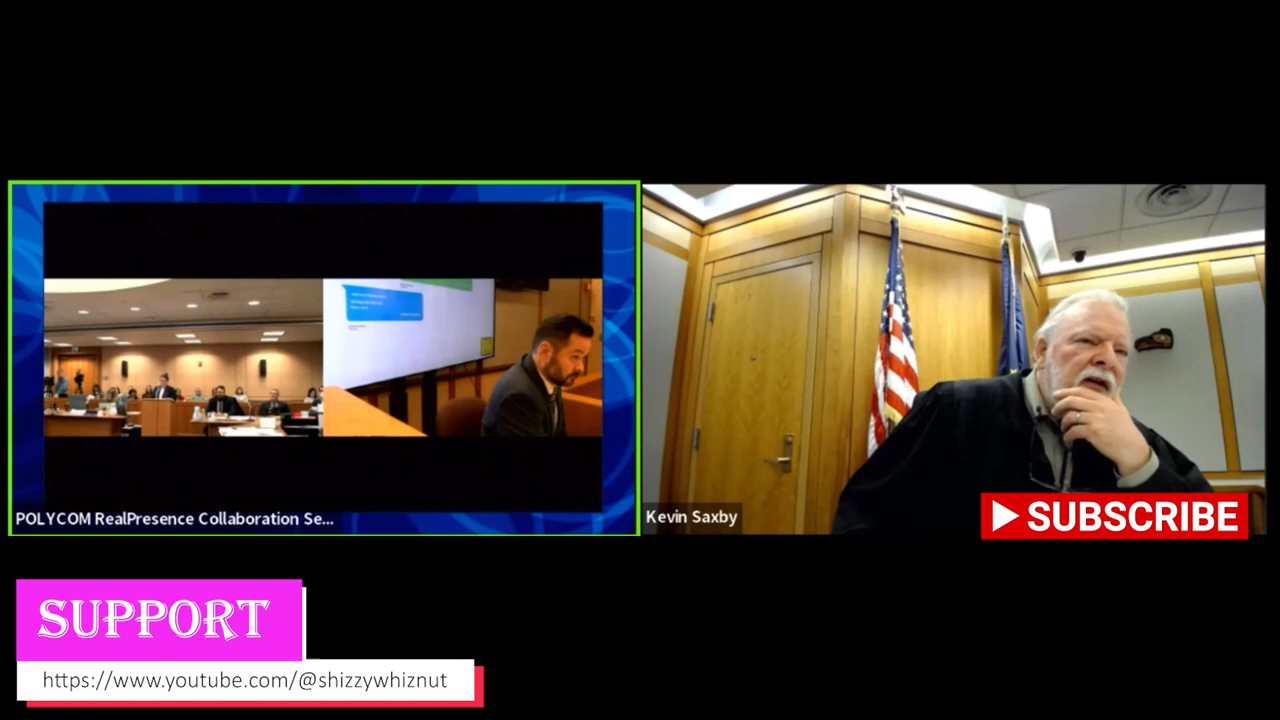 POLYCOM RealPresence Collaboration Se...
Kevin Saxby
SUBSCRIBE
SUPPORT
https://www.youtube.com/@shizzywhiznut